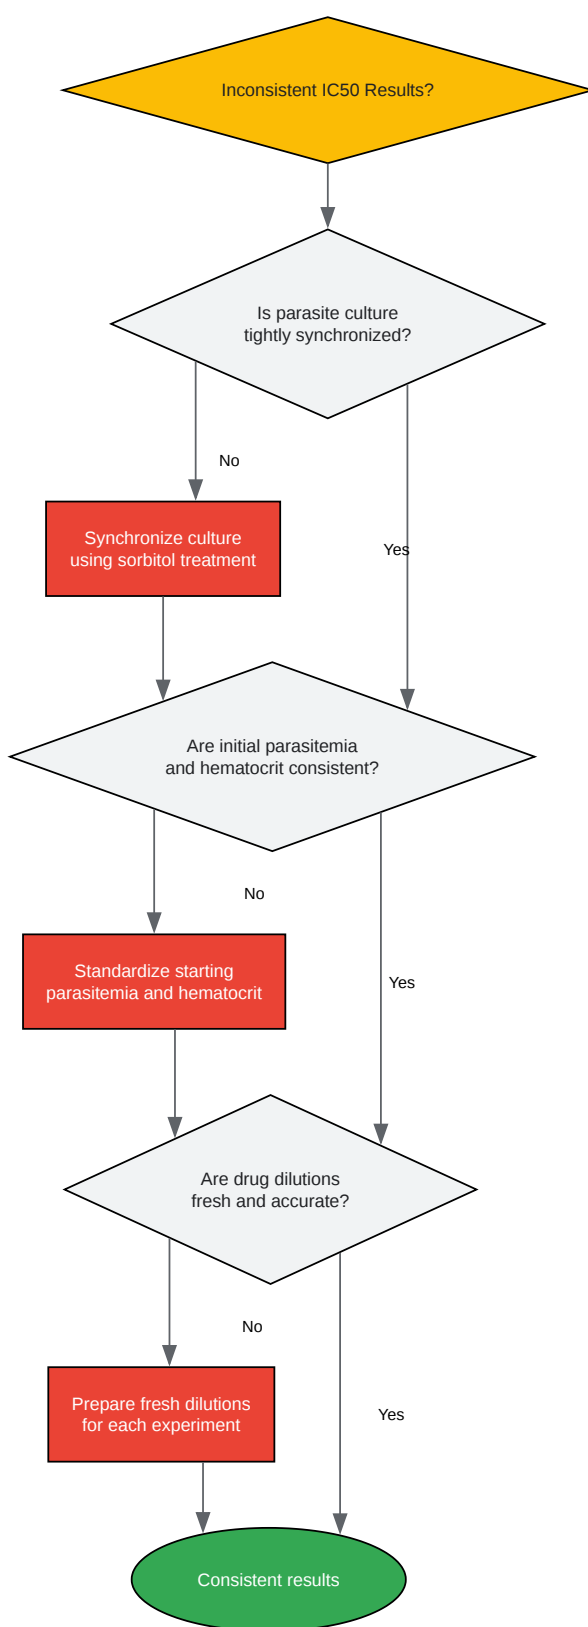 Inconsistent IC50 Results?
Is parasite culture
tightly synchronized?
No
Synchronize culture
using sorbitol treatment
Yes
Are initial parasitemia
and hematocrit consistent?
No
Standardize starting
parasitemia and hematocrit
Yes
Are drug dilutions
fresh and accurate?
No
Prepare fresh dilutions
for each experiment
Yes
Consistent results